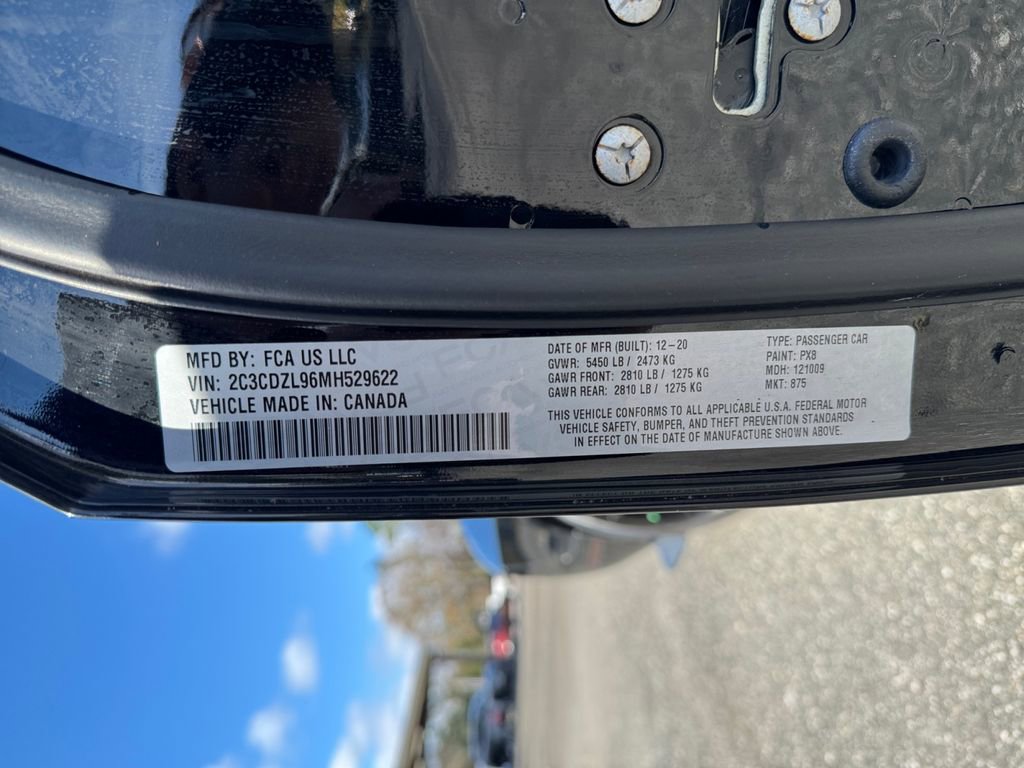 MFD BY: FCA US LLC
VIN: 2C3CDZL96MH529622
VEHICLE MADE IN: CANADA
DATE OF MFR (BUILT): 12-20
GVWR: 5450 LB / 2473 KG
GAWR FRONT: 2810 LB / 1275 KG
GAWR REAR: 2810 LB / 1275 KG
TYPE: PASSENGER CAR
PAINT: PX8
MDH: 121009
MKT: 875
THIS VEHICLE CONFORMS TO ALL APPLICABLE U.S.A. FEDERAL MOTOR
VEHICLE SAFETY, BUMPER, AND THEFT PREVENTION STANDARDS
IN EFFECT ON THE DATE OF MANUFACTURE SHOWN ABOVE.